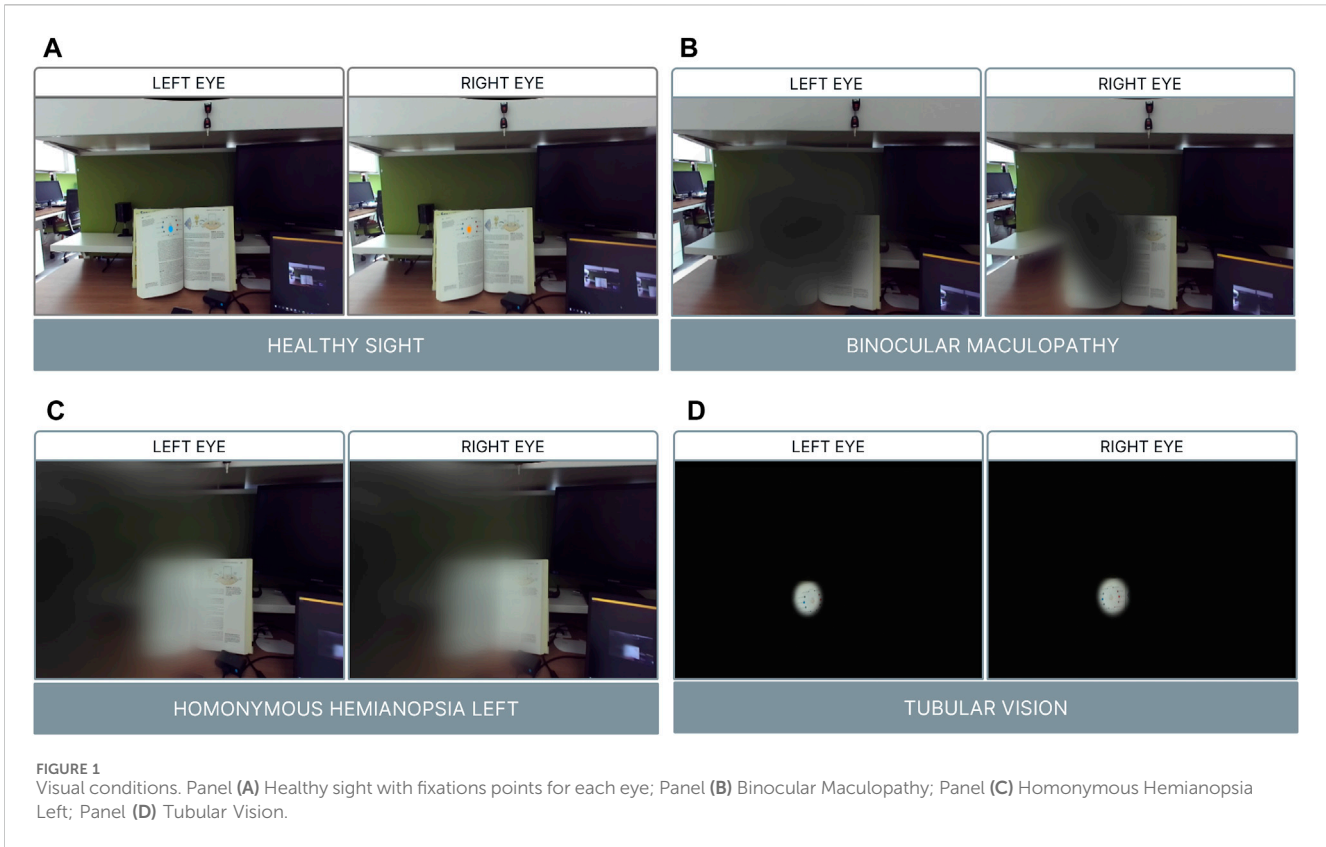 A
LEFT EYE
RIGHT EYE
HEALTHY SIGHT
B
LEFT EYE
RIGHT EYE
BINOCULAR MACULOPATHY
C
LEFT EYE
RIGHT EYE
HOMONYMOUS HEMIANOPSIA LEFT
D
LEFT EYE
RIGHT EYE
TUBULAR VISION
FIGURE 1
Visual conditions. Panel (A) Healthy sight with fixations points for each eye; Panel (B) Binocular Maculopathy; Panel (C) Homonymous Hemianopsia
Left; Panel (D) Tubular Vision.